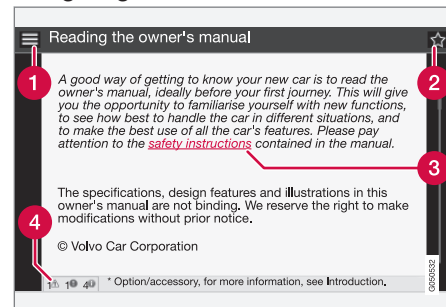 Reading the owner's manual
1
2
A good way of getting to know your new car is to read the
owner's manual, ideally before your first journey. This will give
you the opportunity to familiarise yourself with new functions,
to see how best to handle the car in different situations, and
to make the best use of all the car's features. Please pay
attention to the safety instructions contained in the manual.
3
The specifications, design features and illustrations in this
owner's manual are not binding. We reserve the right to make
modifications without prior notice.
4
© Volvo Car Corporation
1 1 4 * Option/accessory, for more information, see Introduction.
G050532